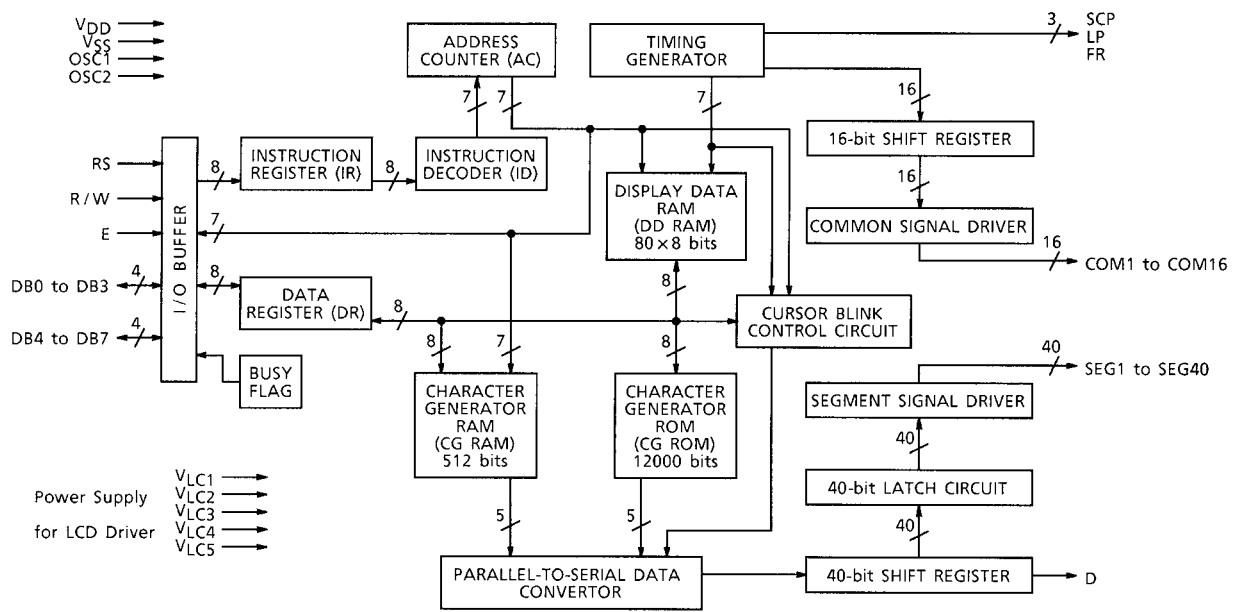 VDD
VSS
OSC1
OSC2
ADDRESS
COUNTER (AC)
TIMING
GENERATOR
3
SCP
LP
FR
7
7
7
16
16-bit SHIFT REGISTER
16
COMMON SIGNAL DRIVER
16
COM1 to COM16
RS
R/W
E
DB0 to DB3
4
DB4 to DB7
4
I/O BUFFER
8
INSTRUCTION
REGISTER (IR)
8
INSTRUCTION
DECODER (ID)
7
8
DATA
REGISTER (DR)
8
BUSY
FLAG
DISPLAY DATA
RAM
(DD RAM)
80×8 bits
8
CURSOR BLINK
CONTROL CIRCUIT
8
7
8
CHARACTER
GENERATOR
RAM
(CG RAM)
512 bits
CHARACTER
GENERATOR
ROM
(CG ROM)
12000 bits
40
SEG1 to SEG40
SEGMENT SIGNAL DRIVER
40
40-bit LATCH CIRCUIT
40
Power Supply
for LCD Driver
VLC1
VLC2
VLC3
VLC4
VLC5
5
5
PARALLEL-TO-SERIAL DATA
CONVERTOR
40-bit SHIFT REGISTER
D